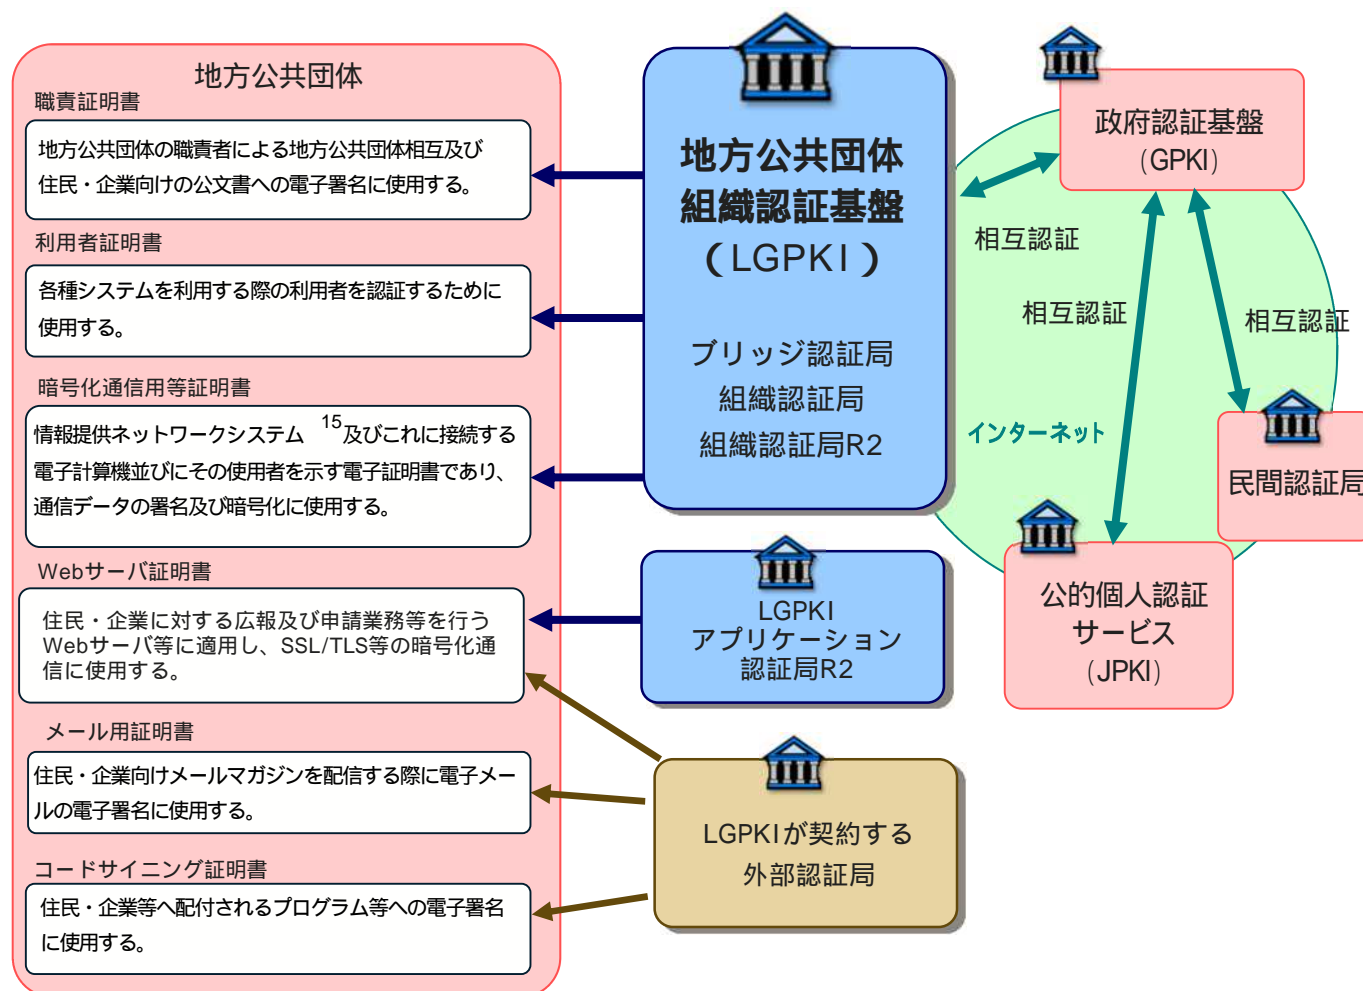 地方公共団体
職責証明書
地方公共団体の職責者による地方公共団体相互及び
住民・企業向けの公文書への電子署名に使用する。
利用者証明書
各種システムを利用する際の利用者を認証するために
使用する。
暗号化通信用等証明書
情報提供ネットワークシステム 15及びこれに接続する
電子計算機並びにその使用者を示す電子証明書であり、
通信データの署名及び暗号化に使用する。
Webサーバ証明書
住民・企業に対する広報及び申請業務等を行う
Webサーバ等に適用し、SSL/TLS等の暗号化通
信に使用する。
メール用証明書
住民・企業向けメールマガジンを配信する際に電子メー
ルの電子署名に使用する。
コードサイニング証明書
住民・企業等へ配付されるプログラム等への電子署名
に使用する。
地方公共団体
組織認証基盤
(LGPKI)
ブリッジ認証局
組織認証局
組織認証局R2
LGPKI
アプリケーション
認証局R2
LGPKIが契約する
外部認証局
政府認証基盤
(GPKI)
相互認証
相互認証
相互認証
インターネット
民間認証局
公的個人認証
サービス
(JPKI)